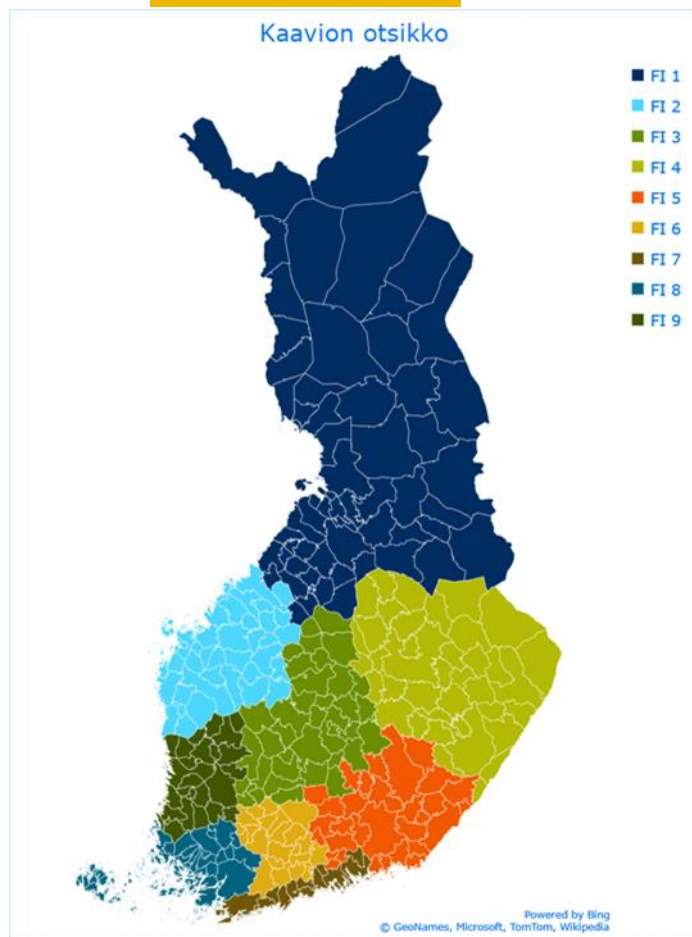 Kaavion otsikko
FI 1
FI 2
FI 3
FI 4
FI 5
FI 6
FI 7
FI 8
FI 9
Powered by Bing
© GeoNames, Microsoft, TomTom, Wikipedia